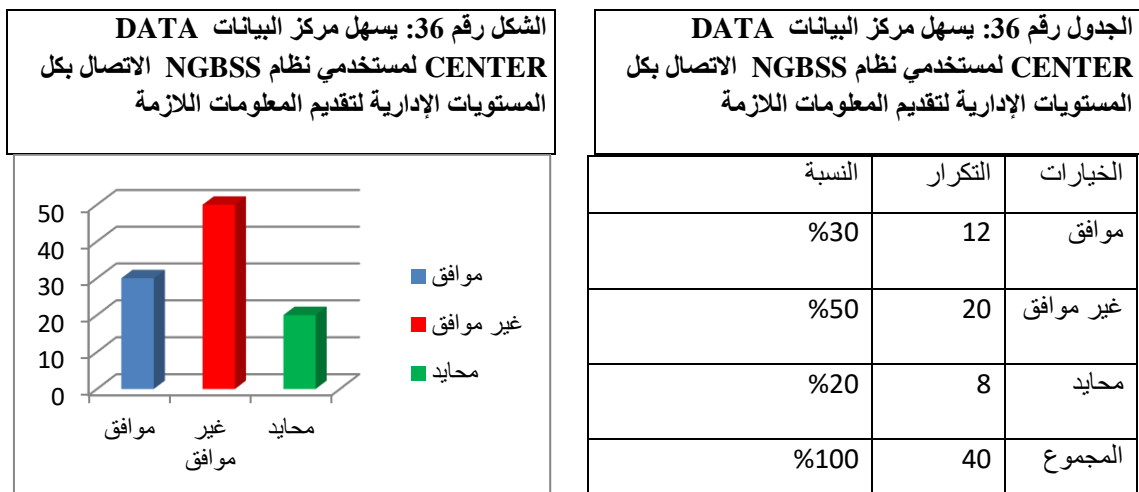 الجدول رقم 36: يسهل مركز البيانات DATA
CENTER لمستخدمي نظام NGBSS الاتصال بكل
المستويات الإدارية لتقديم المعلومات اللازمة
الخيارات التكرار النسبة
موافق 12 %30
غير موافق 20 %50
محايد 8 %20
المجموع 40 %100
الشكل رقم 36: يسهل مركز البيانات DATA
CENTER لمستخدمي نظام NGBSS الاتصال بكل
المستويات الإدارية لتقديم المعلومات اللازمة
50
40
30
20
10
0
موافق
غير موافق
محايد
موافق غير محايد
موافق